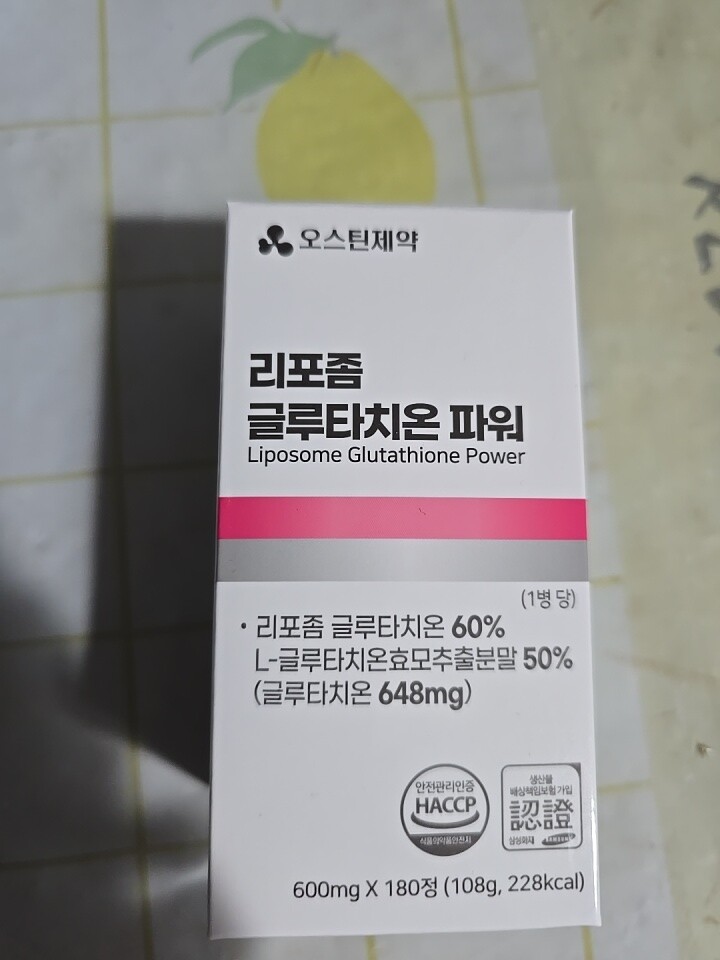 오스틴제약
리포좀
글루타치온 파워
Liposome Glutathione Power
(1병 당)
· 리포좀 글루타치온 60%
L-글루타치온효모추출분말 50%
(글루타치온 648mg)
안전관리인증
HACCP
식품의약품안전처
생산물
배상책임보험 가입
認證
삼성화재 SAMSUNG
600mg X 180정 (108g, 228kcal)